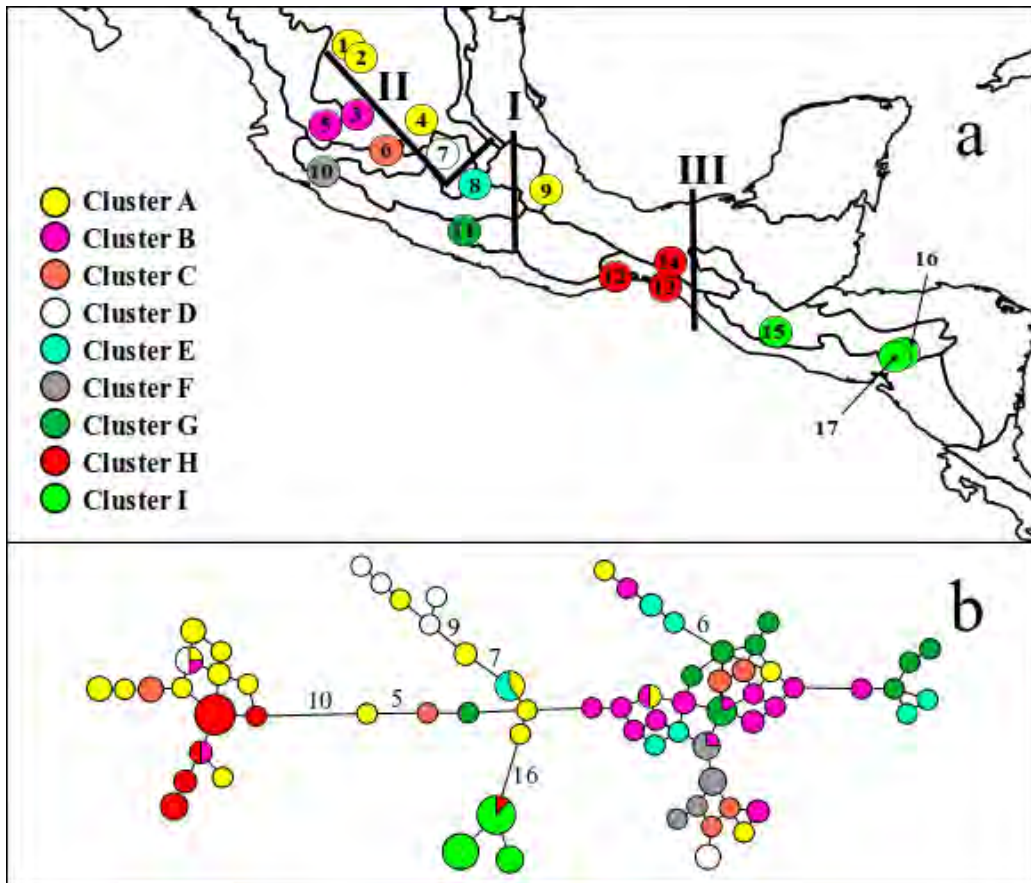 1
2
II
I
5
3
4
a
6
7
III
10
8
9
11
14
16
12
13
15
17
Cluster A
Cluster B
Cluster C
Cluster D
Cluster E
Cluster F
Cluster G
Cluster H
Cluster I
b
9
6
7
10
5
16